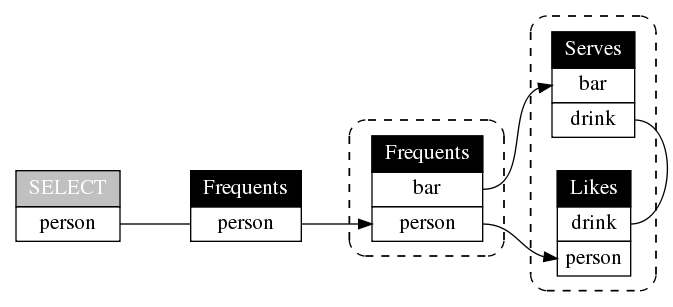 SELECT
person
Frequents
person
Frequents
bar
person
Serves
bar
drink
Likes
drink
person